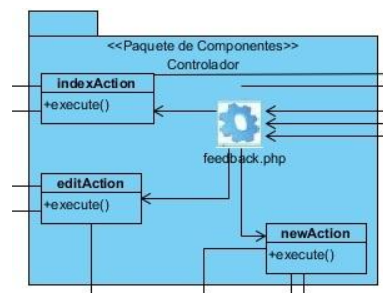 <<Paquete de Componentes>>
Controlador
indexAction
+execute()
feedback.php
editAction
+execute()
newAction
+execute()